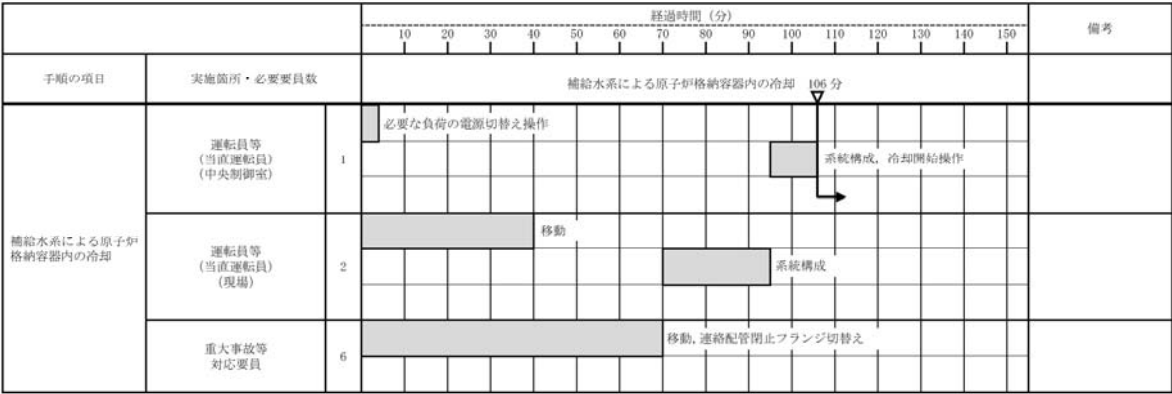 経過時間（分）
備考
10 20 30 40 50 60 70 80 90 100 110 120 130 140 150
手順の項目
実施箇所・必要要員数
補給水系による原子炉格納容器内の冷却 106 分
必要な負荷の電源切替え操作
運転員等
(当直運転員)
(中央制御室)
1
系統構成，冷却開始操作
補給水系による原子炉
格納容器内の冷却
移動
運転員等
(当直運転員)
(現場)
2
系統構成
重大事故等
対応要員
6
移動，連絡配管閉止フランジ切替え